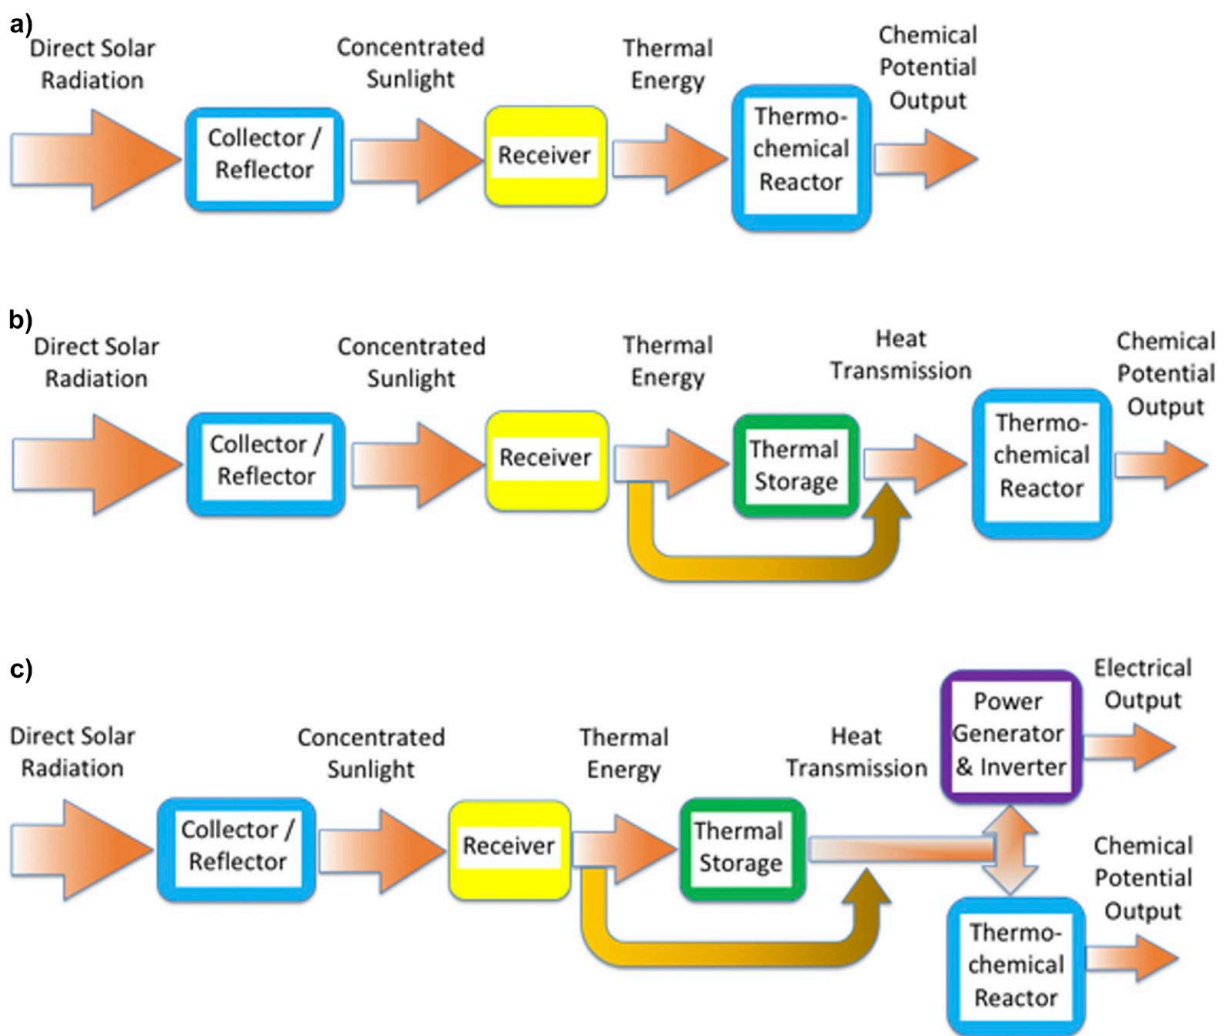 a)
Direct Solar
Radiation
Collector /
Reflector
Concentrated
Sunlight
Receiver
Thermal
Energy
Thermo-
chemical
Reactor
Chemical
Potential
Output
b)
Direct Solar
Radiation
Collector /
Reflector
Concentrated
Sunlight
Receiver
Thermal
Energy
Thermal
Storage
Heat
Transmission
Thermo-
chemical
Reactor
Chemical
Potential
Output
c)
Direct Solar
Radiation
Collector /
Reflector
Concentrated
Sunlight
Receiver
Thermal
Energy
Thermal
Storage
Heat
Transmission
Power
Generator
& Inverter
Electrical
Output
Thermo-
chemical
Reactor
Chemical
Potential
Output